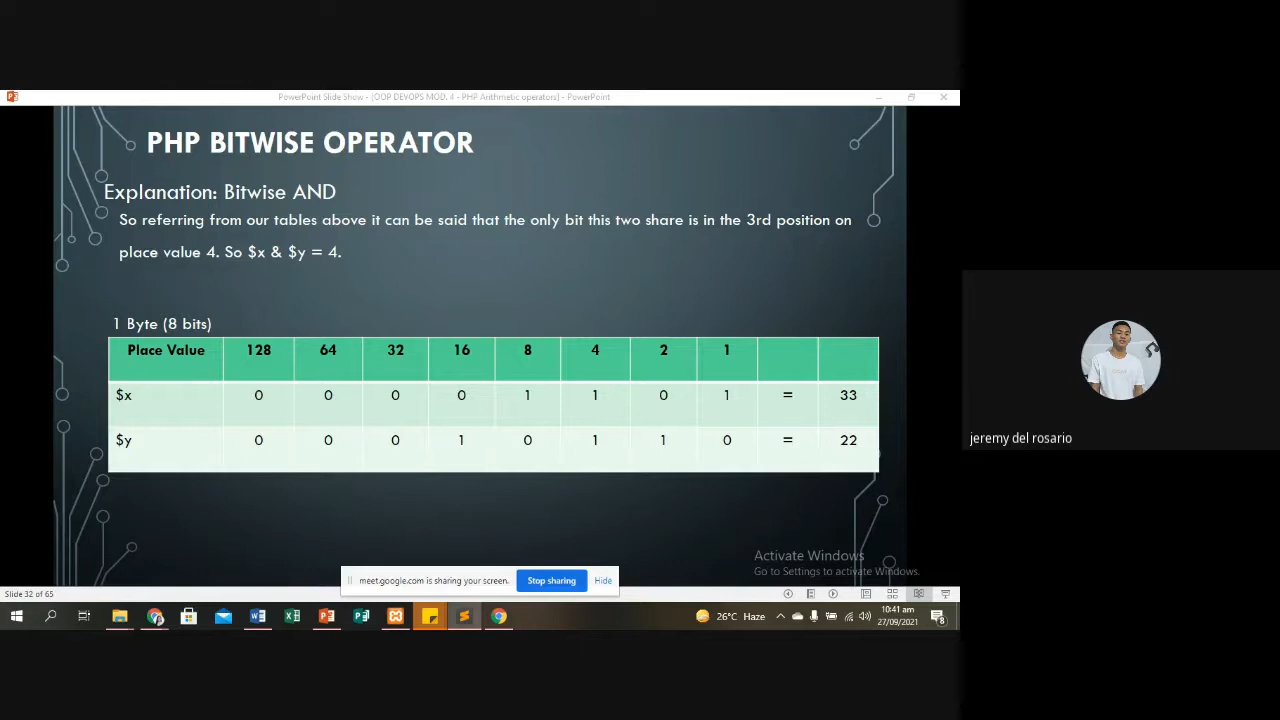 PowerPoint Slide Show - [OOP DEVOPS MOD. 4 - PHP Arithmetic operators] - PowerPoint
PHP BITWISE OPERATOR
Explanation: Bitwise AND
So referring from our tables above it can be said that the only bit this two share is in the 3rd position on
place value 4. So $x & $y = 4.
1 Byte (8 bits)
Place Value 128 64 32 16 8 4 2 1
$x 0 0 0 0 1 1 0 1 = 33
$y 0 0 0 1 0 1 1 0 = 22
jeremy del rosario
Activate Windows
Go to Settings to activate Windows.
meet.google.com is sharing your screen. Stop sharing Hide
Slide 32 of 65
26°C Haze 10:41 am
27/09/2021 8